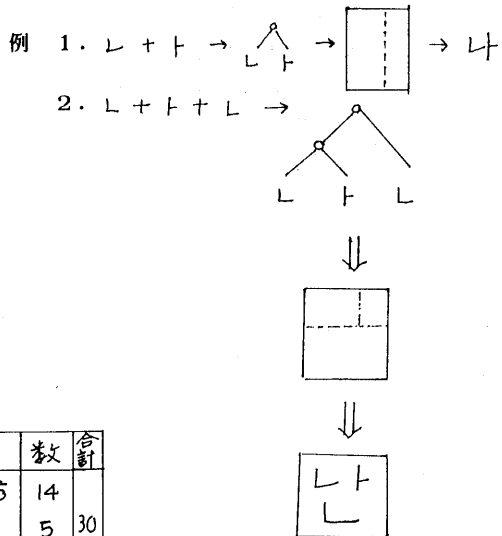 例 1. ㄴ + ㅏ → ㄴ ㅏ → → 나
2. ㄴ + ㅏ + ㄴ →
ㄴ ㅏ ㄴ
⇓
⇓
ㄴㅏ
ㄴ
数 合計
14
5 30